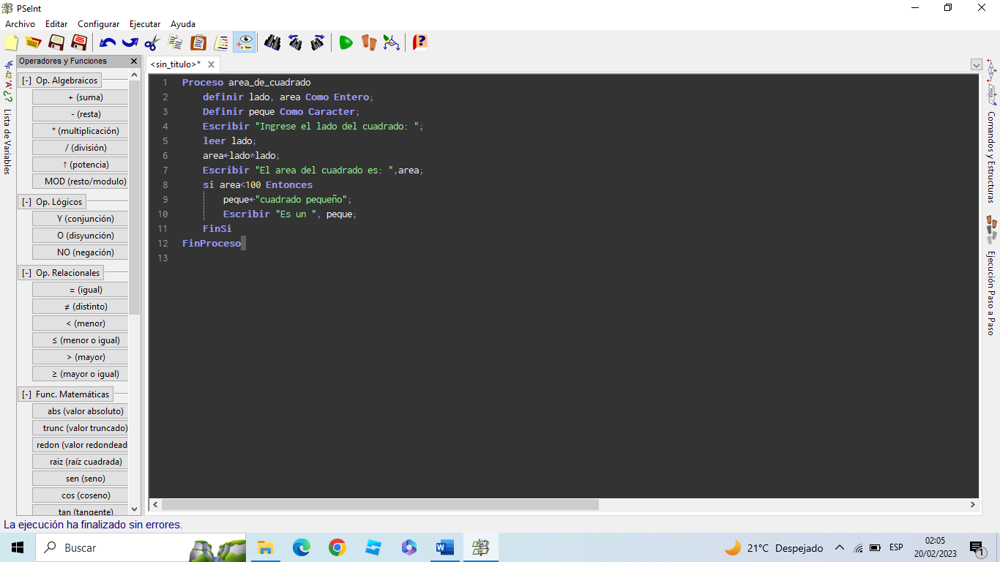 PSeInt
Archivo Editar Configurar Ejecutar Ayuda
Operadores y Funciones
<sin_titulo>*
[-] Op. Algebraicos
+ (suma)
- (resta)
* (multiplicación)
/ (división)
↑ (potencia)
MOD (resto/modulo)
[-] Op. Lógicos
Y (conjunción)
O (disyunción)
NO (negación)
[-] Op. Relacionales
= (igual)
≠ (distinto)
< (menor)
≤ (menor o igual)
> (mayor)
≥ (mayor o igual)
[-] Func. Matemáticas
abs (valor absoluto)
trunc (valor truncado)
redon (valor redondead
raiz (raíz cuadrada)
sen (seno)
cos (coseno)
tan (tangente)
Lista de Variables
1 Proceso area_de_cuadrado
2 definir lado, area Como Entero;
3 Definir peque Como Caracter;
4 Escribir "Ingrese el lado del cuadrado: ";
5 leer lado;
6 area←lado*lado;
7 Escribir "El area del cuadrado es: ",area;
8 si area<100 Entonces
9 peque←"cuadrado pequeño";
10 Escribir "Es un ", peque;
11 FinSi
12 FinProceso
13
Comandos y Estructuras
Ejecución Paso a Paso
La ejecución ha finalizado sin errores.
Buscar
21°C Despejado
ESP
02:05
20/02/2023
1